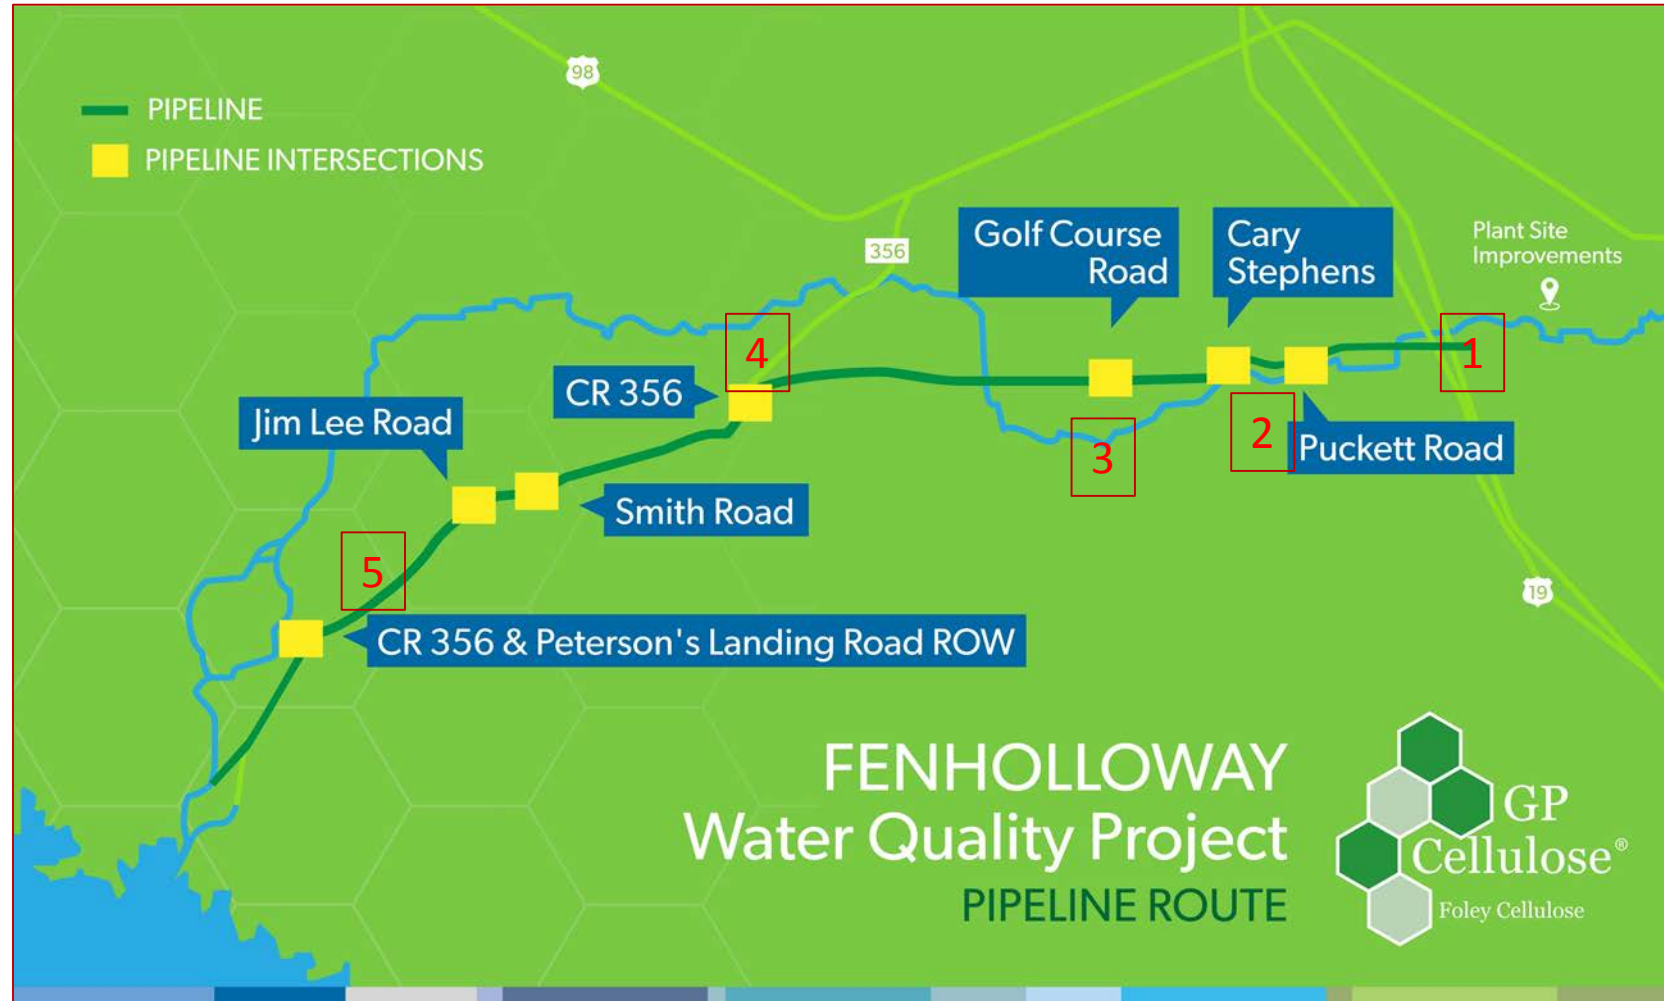 98
PIPELINE
PIPELINE INTERSECTIONS
356
Golf Course
Road
Cary
Stephens
Plant Site
Improvements
4
1
CR 356
Jim Lee Road
3
2
Puckett Road
Smith Road
5
19
CR 356 & Peterson's Landing Road ROW
FENHOLLOWAY
Water Quality Project
PIPELINE ROUTE
GP
Cellulose®
Foley Cellulose